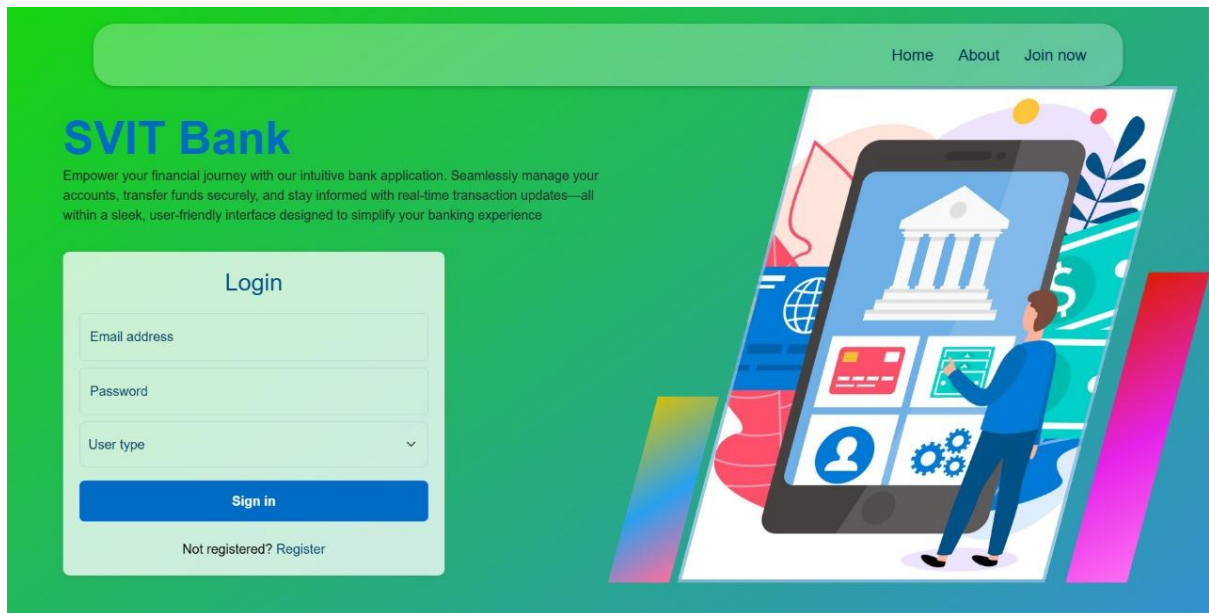 Home About Join now
SVIT Bank
Empower your financial journey with our intuitive bank application. Seamlessly manage your
accounts, transfer funds securely, and stay informed with real-time transaction updates—all
within a sleek, user-friendly interface designed to simplify your banking experience
Login
Email address
Password
User type
Sign in
Not registered? Register
$